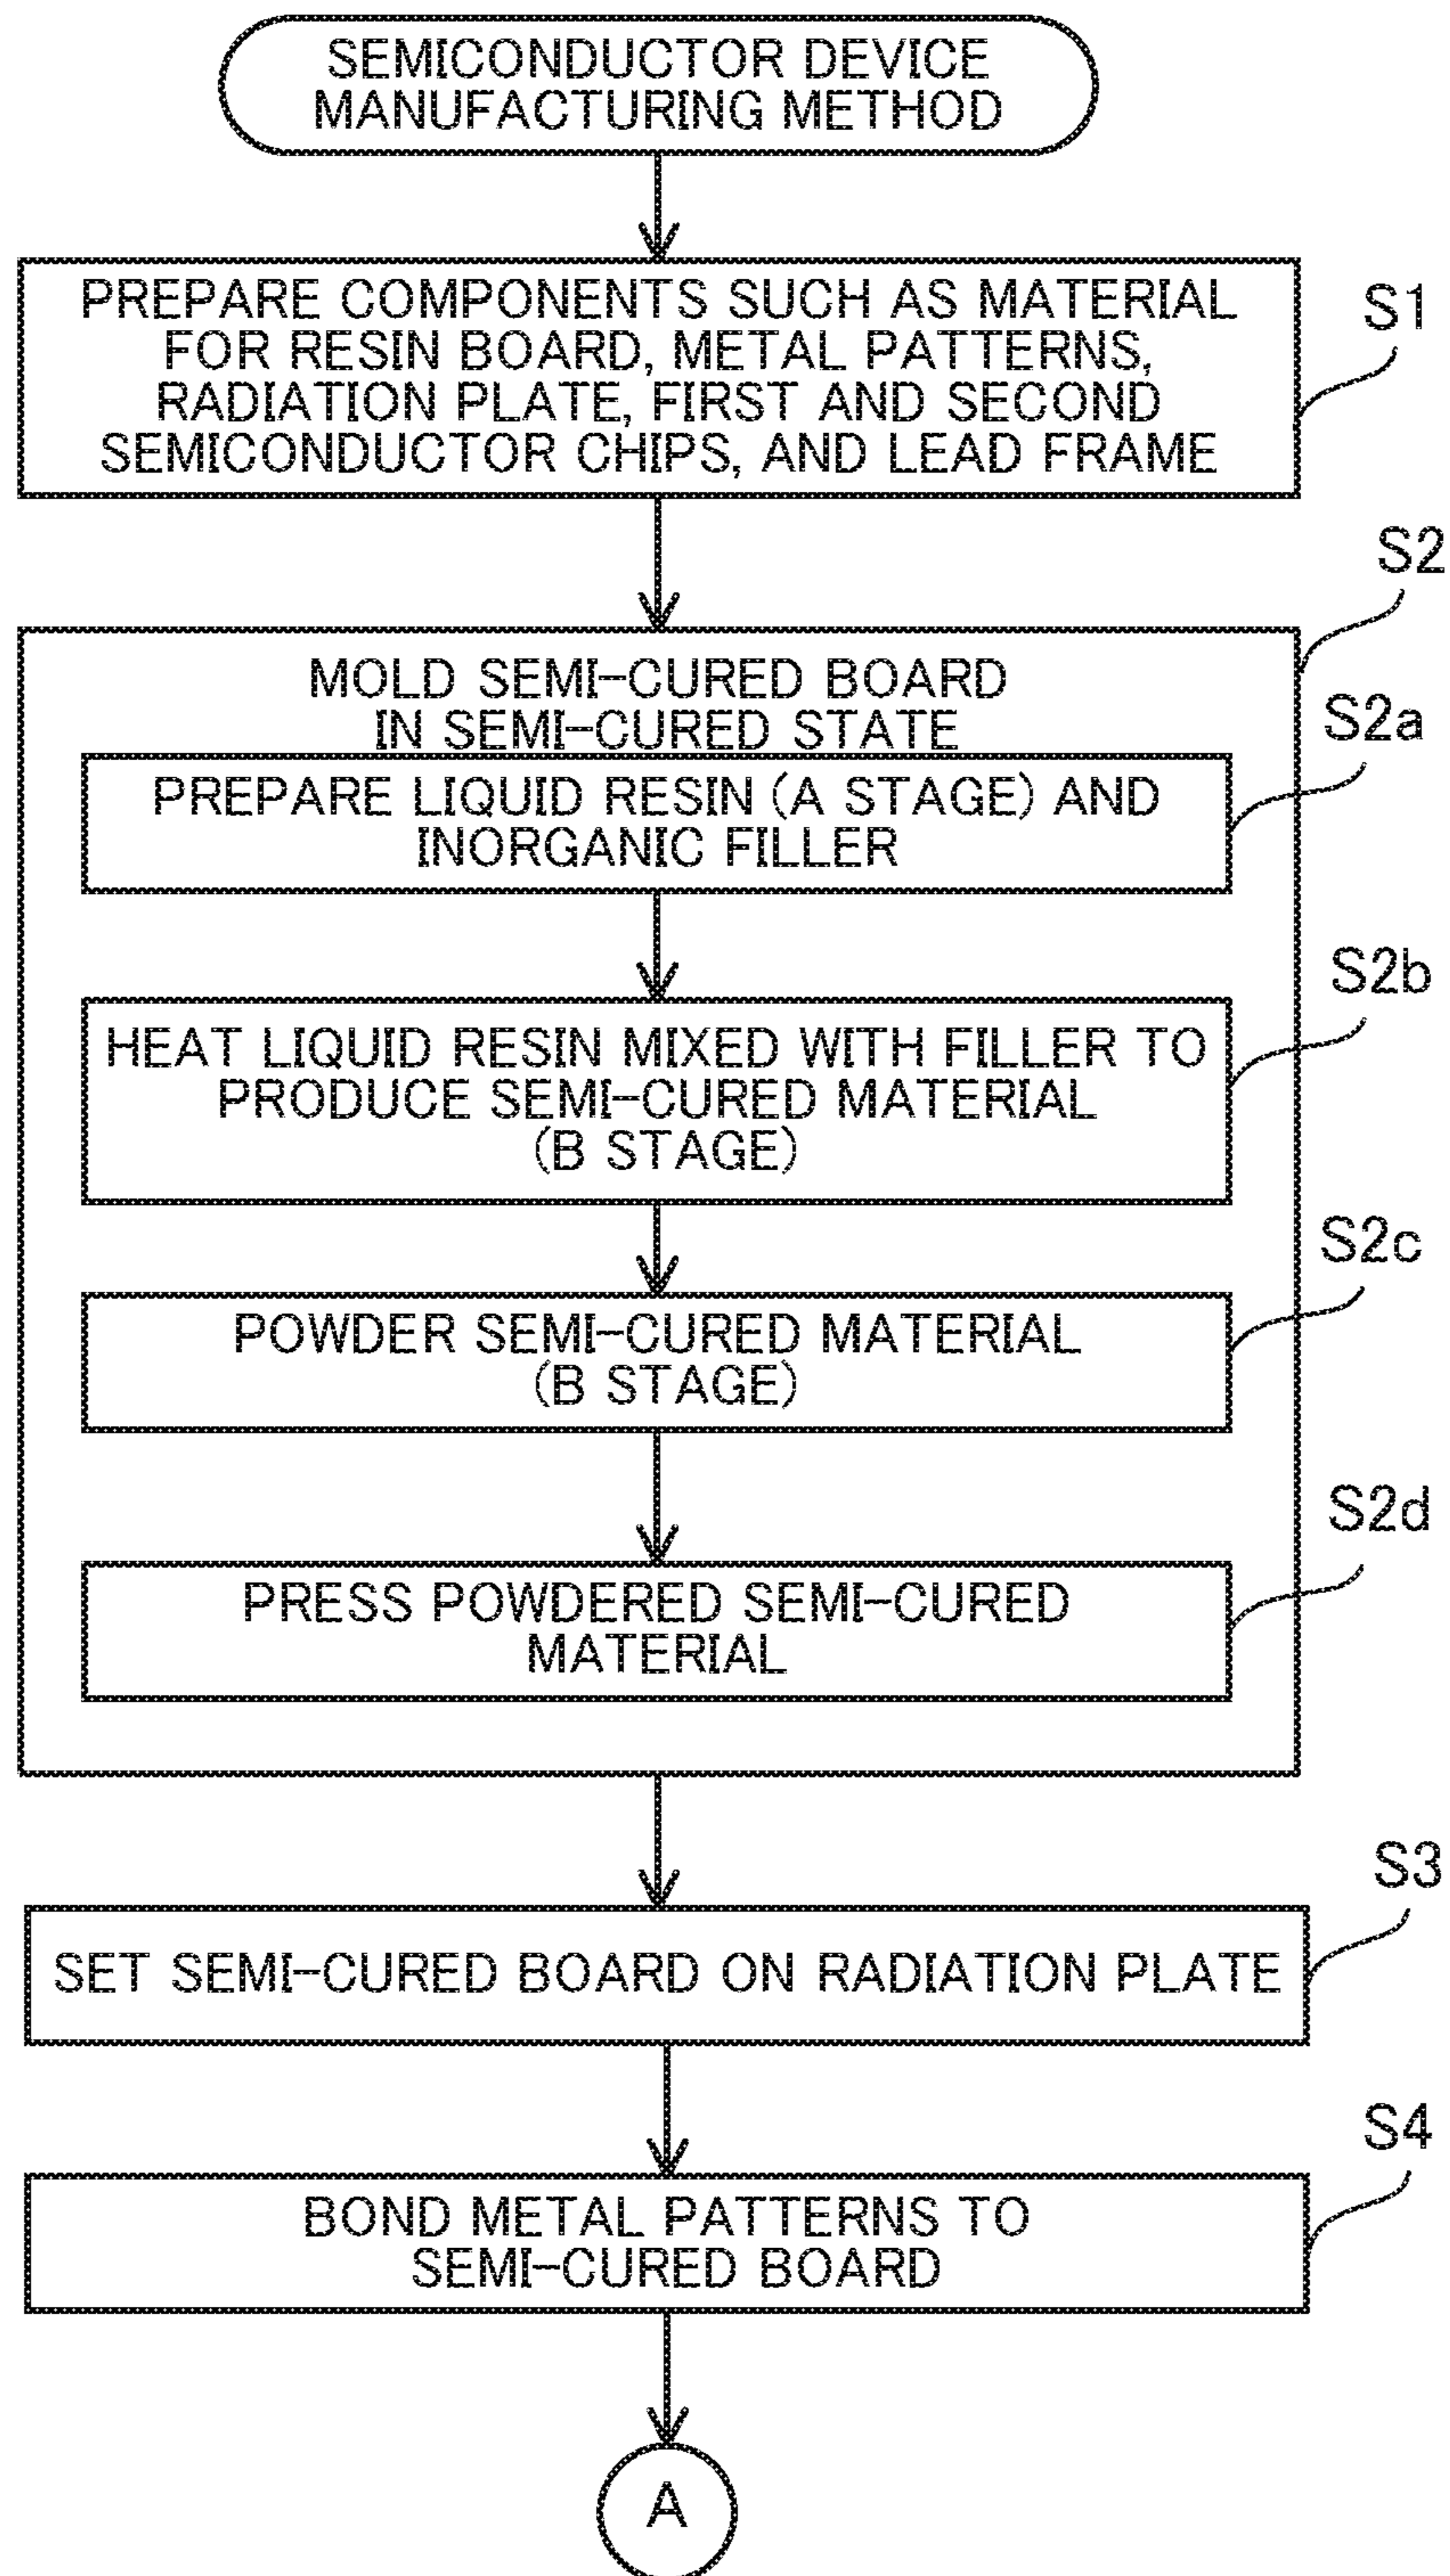 SEMICONDUCTOR DEVICE
MANUFACTURING METHOD
PREPARE COMPONENTS SUCH AS MATERIAL
FOR RESIN BOARD, METAL PATTERNS,
RADIATION PLATE, FIRST AND SECOND
SEMICONDUCTOR CHIPS, AND LEAD FRAME
S1
S2
MOLD SEMI-CURED BOARD
IN SEMI-CURED STATE
S2a
PREPARE LIQUID RESIN (A STAGE) AND
INORGANIC FILLER
S2b
HEAT LIQUID RESIN MIXED WITH FILLER TO
PRODUCE SEMI-CURED MATERIAL
(B STAGE)
S2c
POWDER SEMI-CURED MATERIAL
(B STAGE)
S2d
PRESS POWDERED SEMI-CURED
MATERIAL
S3
SET SEMI-CURED BOARD ON RADIATION PLATE
S4
BOND METAL PATTERNS TO
SEMI-CURED BOARD
A